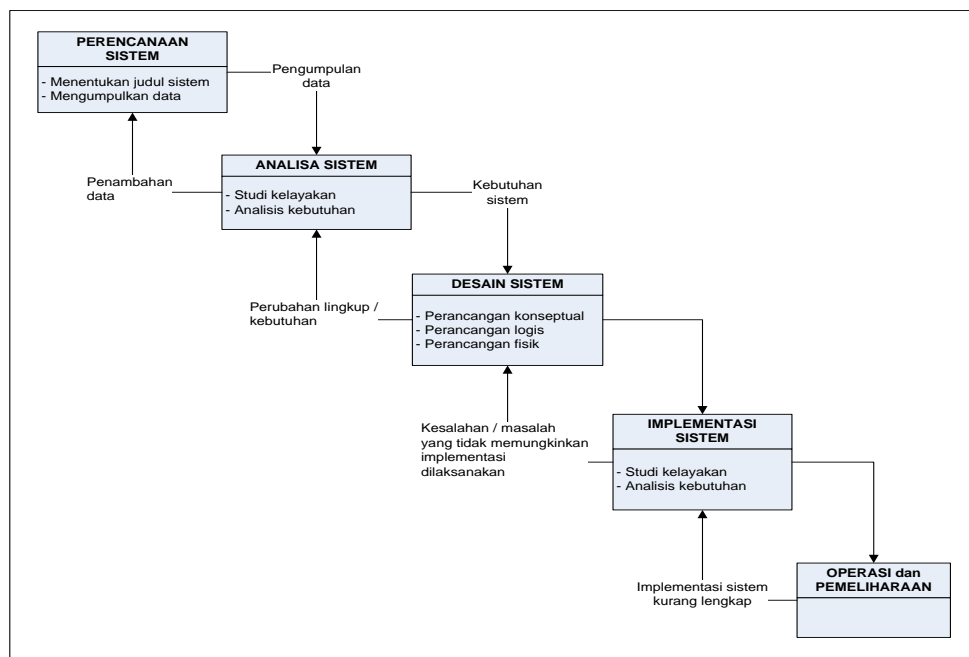 PERENCANAAN
SISTEM
- Menentukan judul sistem
- Mengumpulkan data
Pengumpulan
data
Penambahan
data
ANALISA SISTEM
- Studi kelayakan
- Analisis kebutuhan
Kebutuhan
sistem
Perubahan lingkup /
kebutuhan
DESAIN SISTEM
- Perancangan konseptual
- Perancangan logis
- Perancangan fisik
Kesalahan / masalah
yang tidak memungkinkan
implementasi
dilaksanakan
IMPLEMENTASI
SISTEM
- Studi kelayakan
- Analisis kebutuhan
Implementasi sistem
kurang lengkap
OPERASI dan
PEMELIHARAAN